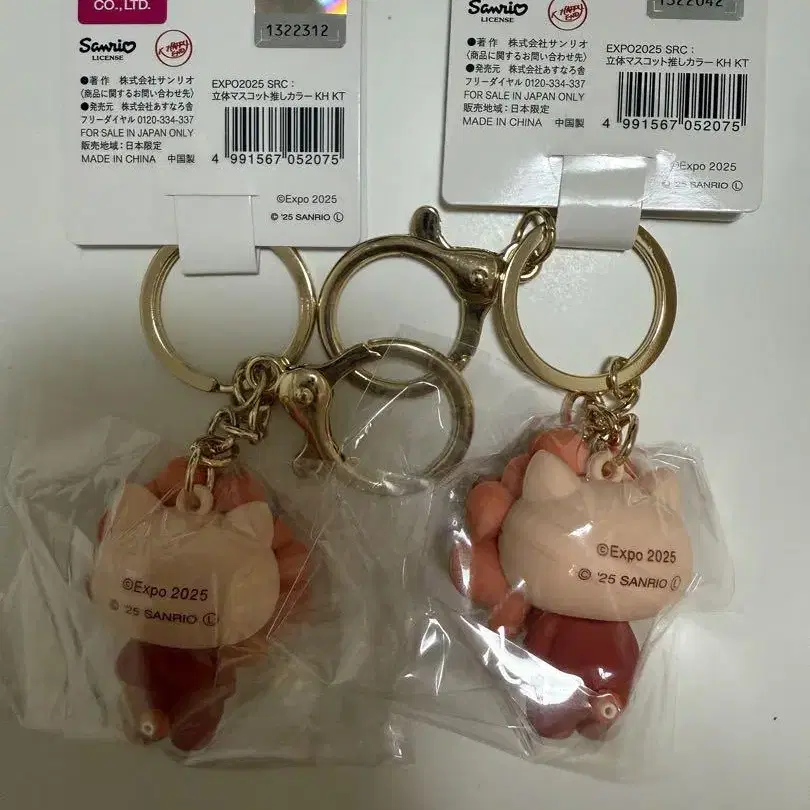 CO.,LTD.
1322312
Sanrio
LICENSE
●著作 株式会社サンリオ
〈商品に関するお問い合わせ先〉
●発売元 株式会社あすなろ舎
フリーダイヤル 0120-334-337
FOR SALE IN JAPAN ONLY
販売地域：日本限定
MADE IN CHINA 中国製
EXPO2025 SRC：
立体マスコット推しカラー KH KT
4 991567 052075
©Expo 2025
© '25 SANRIO Ⓛ
1322042
Sanrio
LICENSE
●著作 株式会社サンリオ
〈商品に関するお問い合わせ先〉
●発売元 株式会社あすなろ舎
フリーダイヤル 0120-334-337
FOR SALE IN JAPAN ONLY
販売地域：日本限定
MADE IN CHINA 中国製
EXPO2025 SRC：
立体マスコット推しカラー KH KT
4 991567 052075
©Expo 2025
© '25 SANRIO Ⓛ
©Expo 2025
© '25 SANRIO Ⓛ
©Expo 2025
© '25 SANRIO Ⓛ